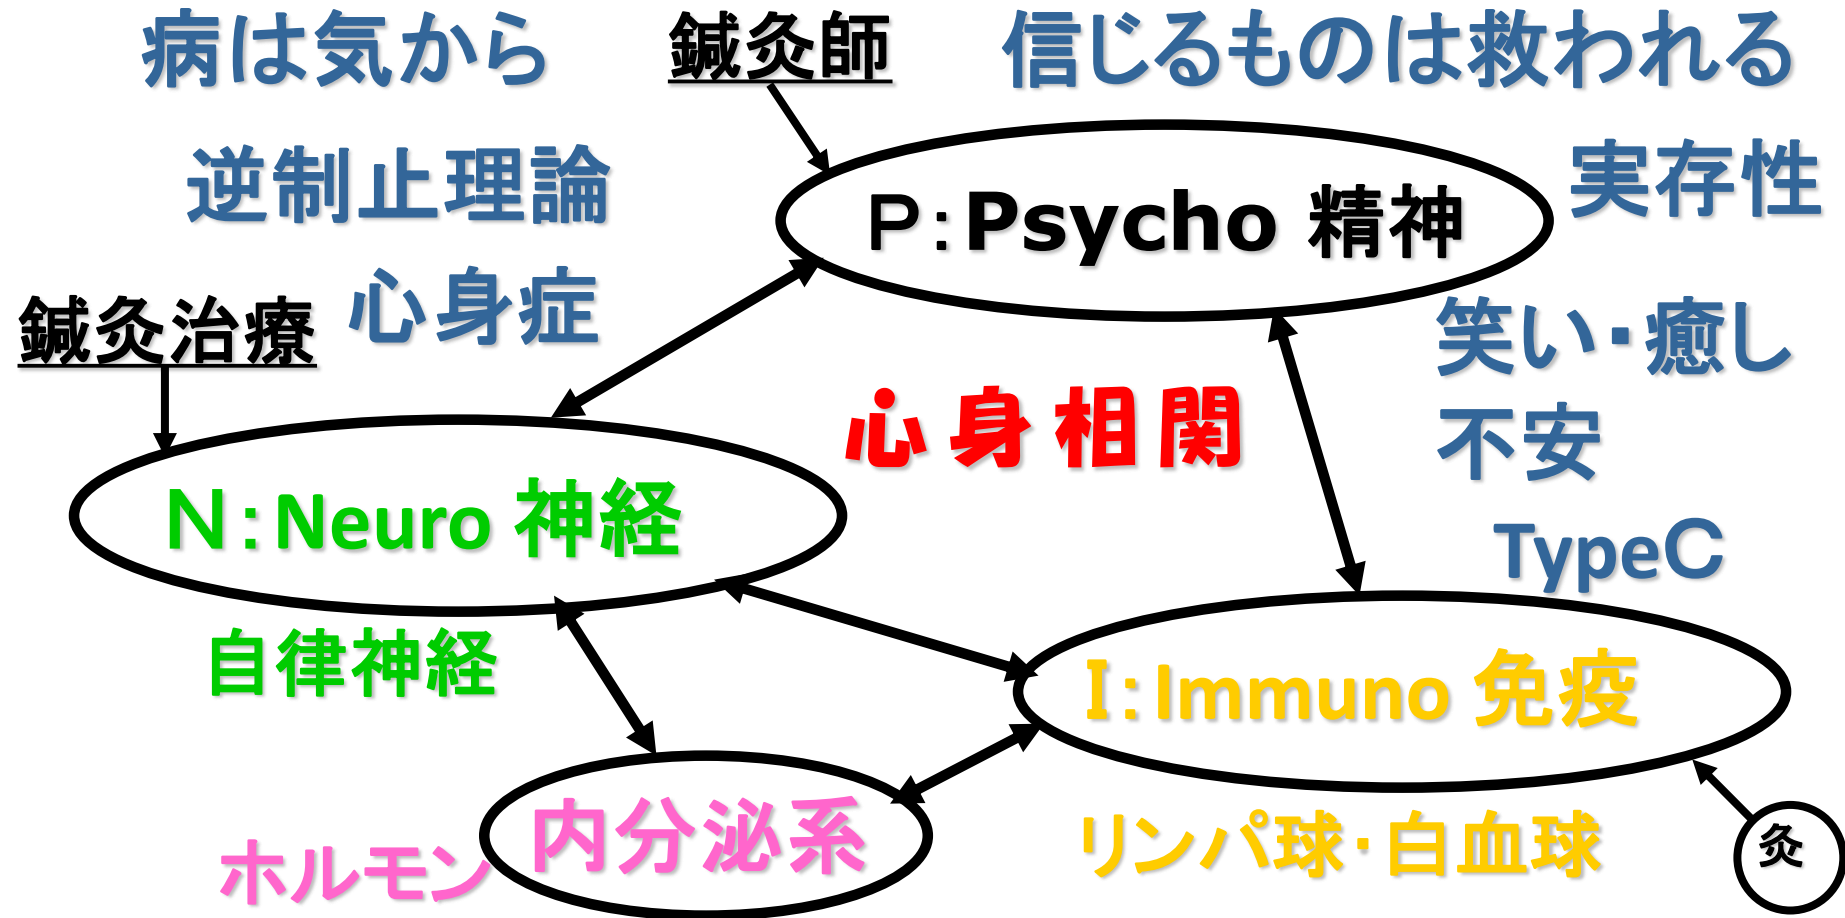 病は気から
鍼灸師
信じるものは救われる
逆制止理論
実存性
P:Psycho 精神
心身症
鍼灸治療
笑い・癒し
心身相関
不安
N:Neuro 神経
TypeC
自律神経
I:Immuno 免疫
内分泌系
ホルモン
リンパ球・白血球
灸